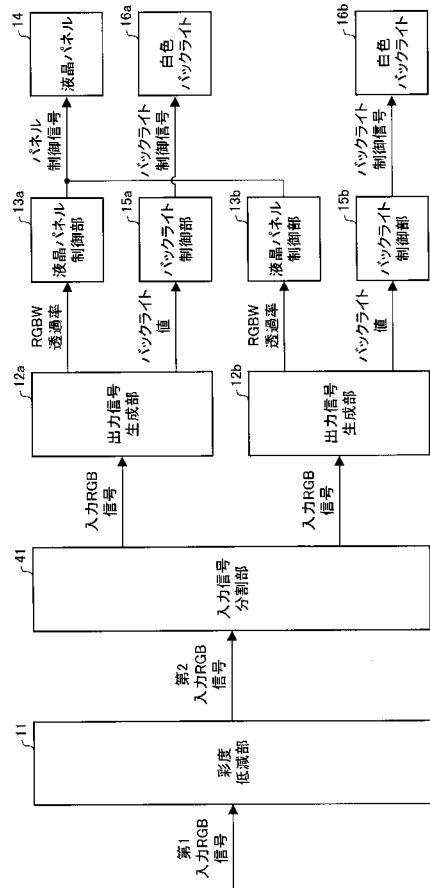 第1
入力RGB
信号
11
彩度
低減部
第2
入力RGB
信号
41
入力信号
分割部
入力RGB
信号
12a
出力信号
生成部
RGBW
透過率
13a
液晶パネル
制御部
パネル
制御信号
14
液晶パネル
バックライト
値
15a
バックライト
制御部
バックライト
制御信号
16a
白色
バックライト
入力RGB
信号
12b
出力信号
生成部
RGBW
透過率
13b
液晶パネル
制御部
バックライト
値
15b
バックライト
制御部
バックライト
制御信号
16b
白色
バックライト